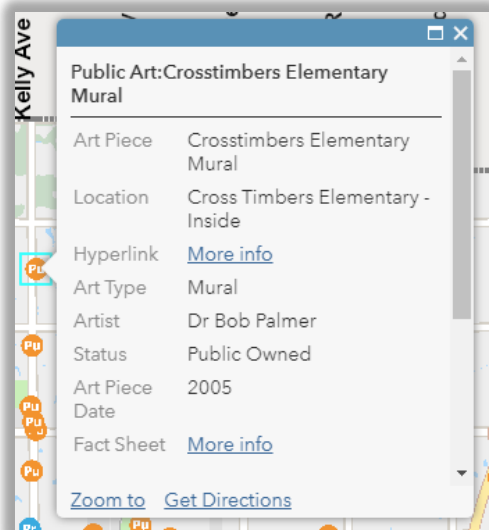 Kelly Ave
Public Art:Crosstimbers Elementary
Mural
Art Piece Crosstimbers Elementary
Mural
Location Cross Timbers Elementary -
Inside
Hyperlink More info
Art Type Mural
Artist Dr Bob Palmer
Status Public Owned
Art Piece 2005
Date
Fact Sheet More info
Zoom to Get Directions
Pu
Pu
Pu
Pu
Pu
Pu